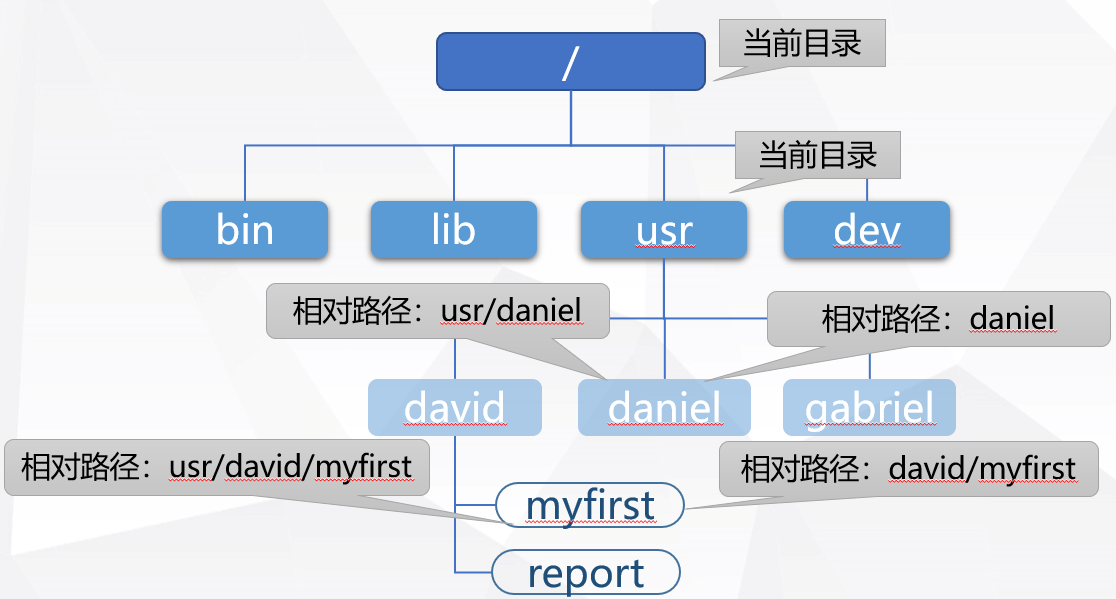 /
当前目录
当前目录
bin
lib
usr
dev
相对路径：usr/daniel
相对路径：daniel
david
daniel
gabriel
相对路径：usr/david/myfirst
相对路径：david/myfirst
myfirst
report